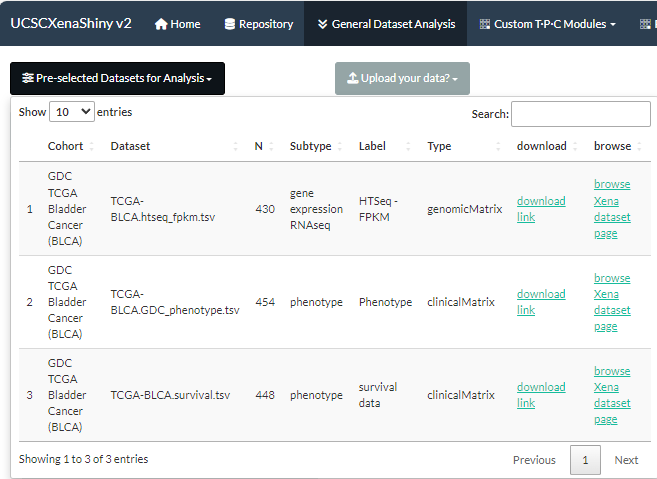 UCSCXenaShiny v2 Home Repository General Dataset Analysis Custom T·P·C Modules
Pre-selected Datasets for Analysis Upload your data?
Show 10 entries Search:
Cohort Dataset N Subtype Label Type download browse
1 GDC TCGA Bladder Cancer (BLCA) TCGA-BLCA.htseq_fpkm.tsv 430 gene expression RNAseq HTSeq - FPKM genomicMatrix download link browse Xena dataset page
2 GDC TCGA Bladder Cancer (BLCA) TCGA-BLCA.GDC_phenotype.tsv 454 phenotype Phenotype clinicalMatrix download link browse Xena dataset page
3 GDC TCGA Bladder Cancer (BLCA) TCGA-BLCA.survival.tsv 448 phenotype survival data clinicalMatrix download link browse Xena dataset page
Showing 1 to 3 of 3 entries Previous 1 Next